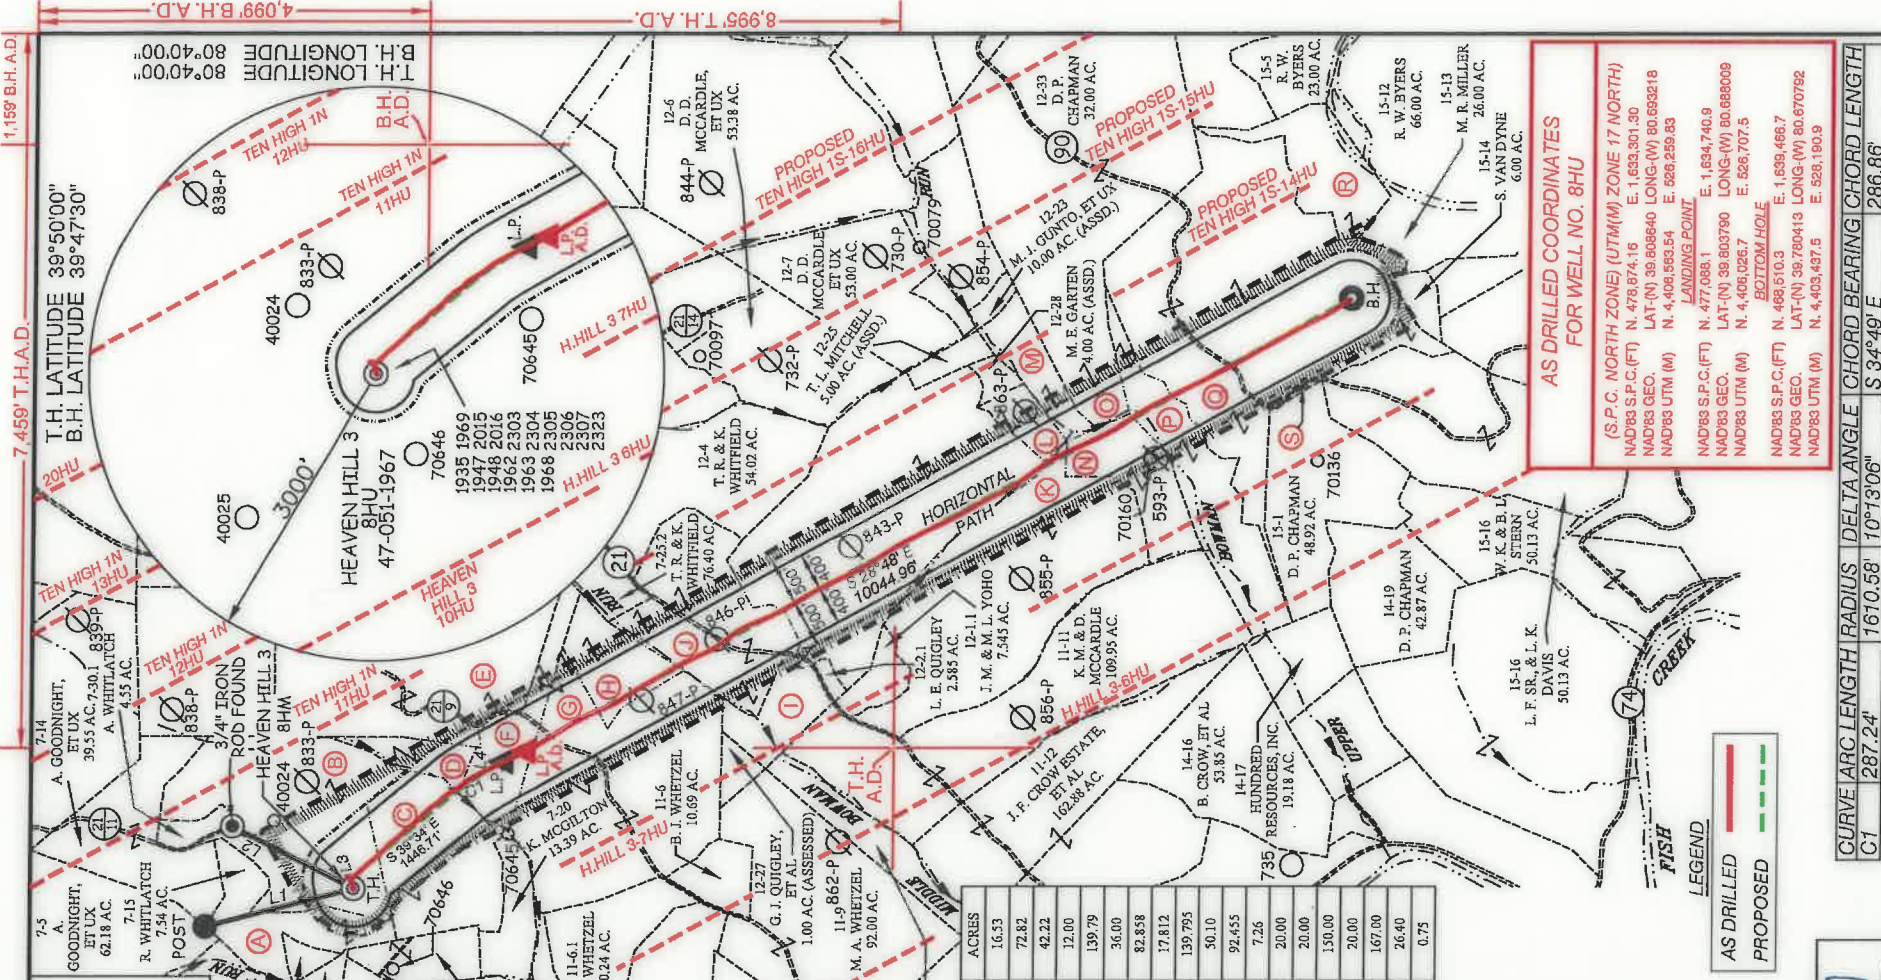 1,159' B.H. A.D.
7,459' T.H.A.D.
4,099' B.H. A.D.
8,995' T.H. A.D.
T.H. LATITUDE 39°50'00"
B.H. LATITUDE 39°47'30"
T.H. LONGITUDE 80°40'00"
B.H. LONGITUDE 80°40'00"
20HU
TEN HIGH 1N
13HU
TEN HIGH 1N
12HU
TEN HIGH 1N
11HU
TEN HIGH 1N
12HU
TEN HIGH 1N
11HU
B.H.
A.D.
838-P
833-P
40024
40025
3000'
HEAVEN HILL 3
8HU
47-051-1967
70646
70645
1935 1969
1947 2015
1948 2016
1962 2303
1963 2304
1968 2305
2306
2307
2323
L.P.
L.P.
A.D.
H.HILL 3 7HU
H.HILL 3 6HU
HEAVEN
HILL 3
10HU
7-14
A. GOODNIGHT,
ET UX
39.55 AC.
7-30.1
A. WHITLATCH
4.55 AC.
839-P
838-P
21
11
3/4" IRON
ROD FOUND
HEAVEN HILL 3
8HM
40024
833-P
7-5
A.
GOODNIGHT,
ET UX
62.18 AC.
7-15
R. WHITLATCH
7.54 AC.
POST
L1
L2
L3
T.H.
RUN
A
B
C
D
E
F
G
H
I
J
K
L
M
N
O
P
Q
R
S
S 39°34' E
1446.71'
C1
L.P.
L.P.
A.D.
21
9
70645
70646
7-20
K. MCGILTON
13.39 AC.
H.HILL 3-7HU
11-6
B. J. WHETZEL
10.69 AC.
11-6.1
WHETZEL
0.24 AC.
12-27
G. J. QUIGLEY,
ET AL
1.00 AC. (ASSESSED)
862-P
11-9
M. A. WHETZEL
92.00 AC.
BOWMAN
MIDDLE
T.H.
A.D.
847-P
846-P
843-P
21
RUN
7-25.2
T. R. & K.
WHITFIELD
76.40 AC.
12-4
T. R. & K.
WHITFIELD
54.02 AC.
500'
500'
400'
400'
S 28°48' E
10044.96'
HORIZONTAL
PATH
12-6
D. D.
MCCARDLE,
ET UX
53.38 AC.
844-P
PROPOSED
TEN HIGH 1S-16HU
12-33
D. P.
CHAPMAN
32.00 AC.
90
PROPOSED
TEN HIGH 1S-15HU
15-5
R. W.
BYERS
23.00 AC.
15-12
R. W. BYERS
66.00 AC.
15-13
M. R. MILLER
26.00 AC.
15-14
S. VAN DYNE
6.00 AC.
RUN
70079
730-P
12-7
D. D.
MCCARDLE
ET UX
53.00 AC.
21
14
70097
732-P
12-25
T. L. MITCHELL
5.00 AC. (ASSD.)
854-P
12-23
M. J. GUNTO, ET UX
10.00 AC. (ASSD.)
PROPOSED
TEN HIGH 1S-14HU
12-28
M. E. GARTEN
4.00 AC. (ASSD.)
863-P
B.H.
12-2.1
L. E. QUIGLEY
2.585 AC.
12-1.1
J. M. & M. L. YOHO
7.545 AC.
855-P
856-P
11-11
K. M. & D.
MCCARDLE
109.95 AC.
H.HILL 3-6HU
11-12
J. F. CROW ESTATE,
ET AL
162.88 AC.
70160
593-P
BOWMAN
15-1
D. P. CHAPMAN
48.92 AC.
70136
14-19
D. P. CHAPMAN
42.87 AC.
15-16
W. K. & B. L.
STERN
50.13 AC.
15-16
L. F. SR., & L. K.
DAVIS
50.13 AC.
14-16
B. CROW, ET AL
53.85 AC.
14-17
HUNDRED
RESOURCES, INC.
19.18 AC.
UPPER
735
74
FISH
CREEK
AS DRILLED COORDINATES
FOR WELL NO. 8HU
(S.P.C. NORTH ZONE) (UTM(M) ZONE 17 NORTH)
NAD'83 S.P.C.(FT) N. 478,874.16 E. 1,633,301.30
NAD'83 GEO. LAT-(N) 39.808640 LONG-(W) 80.693218
NAD'83 UTM (M) N. 4,406,563.54 E. 526,259.83
LANDING POINT
NAD'83 S.P.C.(FT) N. 477,088.1 E. 1,634,740.9
NAD'83 GEO. LAT-(N) 39.803790 LONG-(W) 80.688009
NAD'83 UTM (M) N. 4,406,026.7 E. 526,707.5
BOTTOM HOLE
NAD'83 S.P.C.(FT) N. 468,510.3 E. 1,639,466.7
NAD'83 GEO. LAT-(N) 39.780413 LONG-(W) 80.670792
NAD'83 UTM (M) N. 4,403,437.5 E. 528,190.9
ACRES
16.53
72.82
42.22
12.00
139.79
36.00
82.858
17.812
139.795
50.10
92.455
7.26
20.00
20.00
150.00
20.00
167.00
26.40
0.75
LEGEND
AS DRILLED
PROPOSED
CURVE ARC LENGTH RADIUS DELTA ANGLE CHORD BEARING CHORD LENGTH
C1 287.24' 1610.58' 10°13'06" S 34°49' E 286.86'